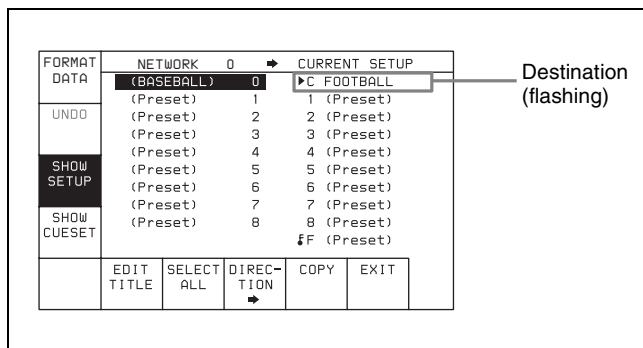 FORMAT DATA
UNDO
SHOW SETUP
SHOW CUESET
NETWORK 0 ➡ CURRENT SETUP
(BASEBALL) 0 ▶C FOOTBALL
(Preset) 1 1 (Preset)
(Preset) 2 2 (Preset)
(Preset) 3 3 (Preset)
(Preset) 4 4 (Preset)
(Preset) 5 5 (Preset)
(Preset) 6 6 (Preset)
(Preset) 7 7 (Preset)
(Preset) 8 8 (Preset)
F (Preset)
EDIT TITLE
SELECT ALL
DIREC-
TION
➡
COPY
EXIT
Destination
(flashing)